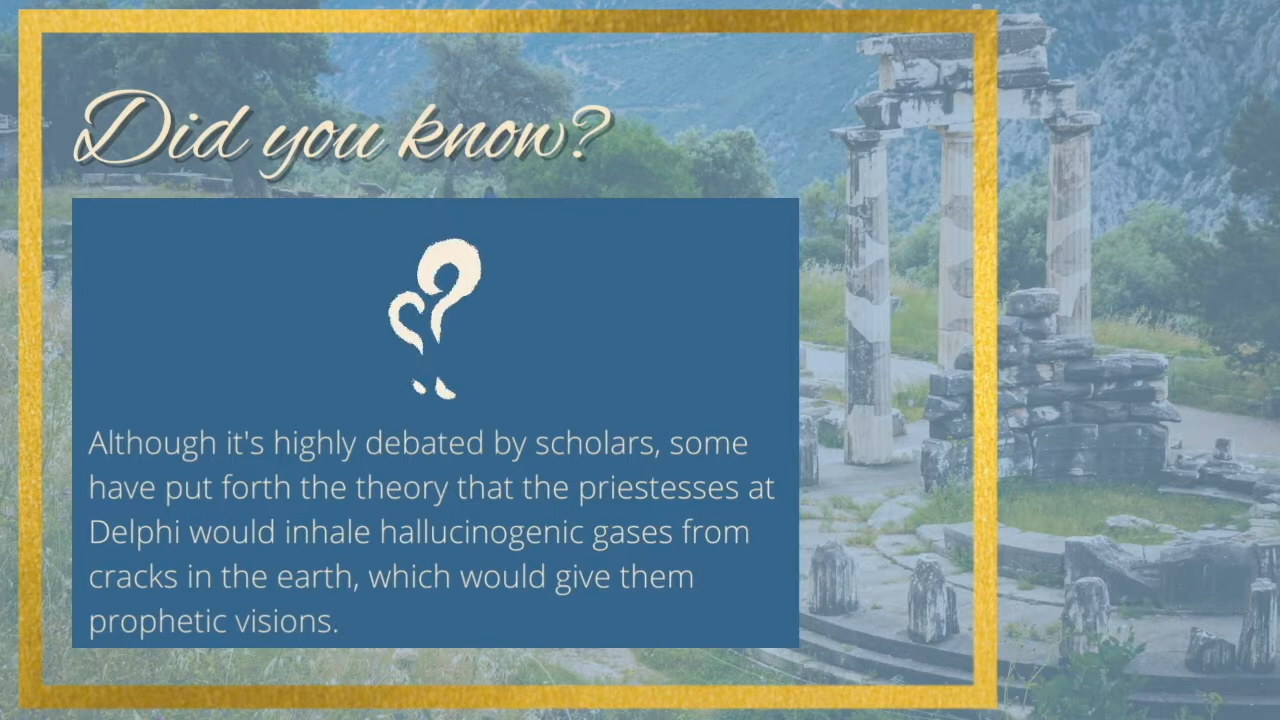 Did you know?
Although it's highly debated by scholars, some
have put forth the theory that the priestesses at
Delphi would inhale hallucinogenic gases from
cracks in the earth, which would give them
prophetic visions.